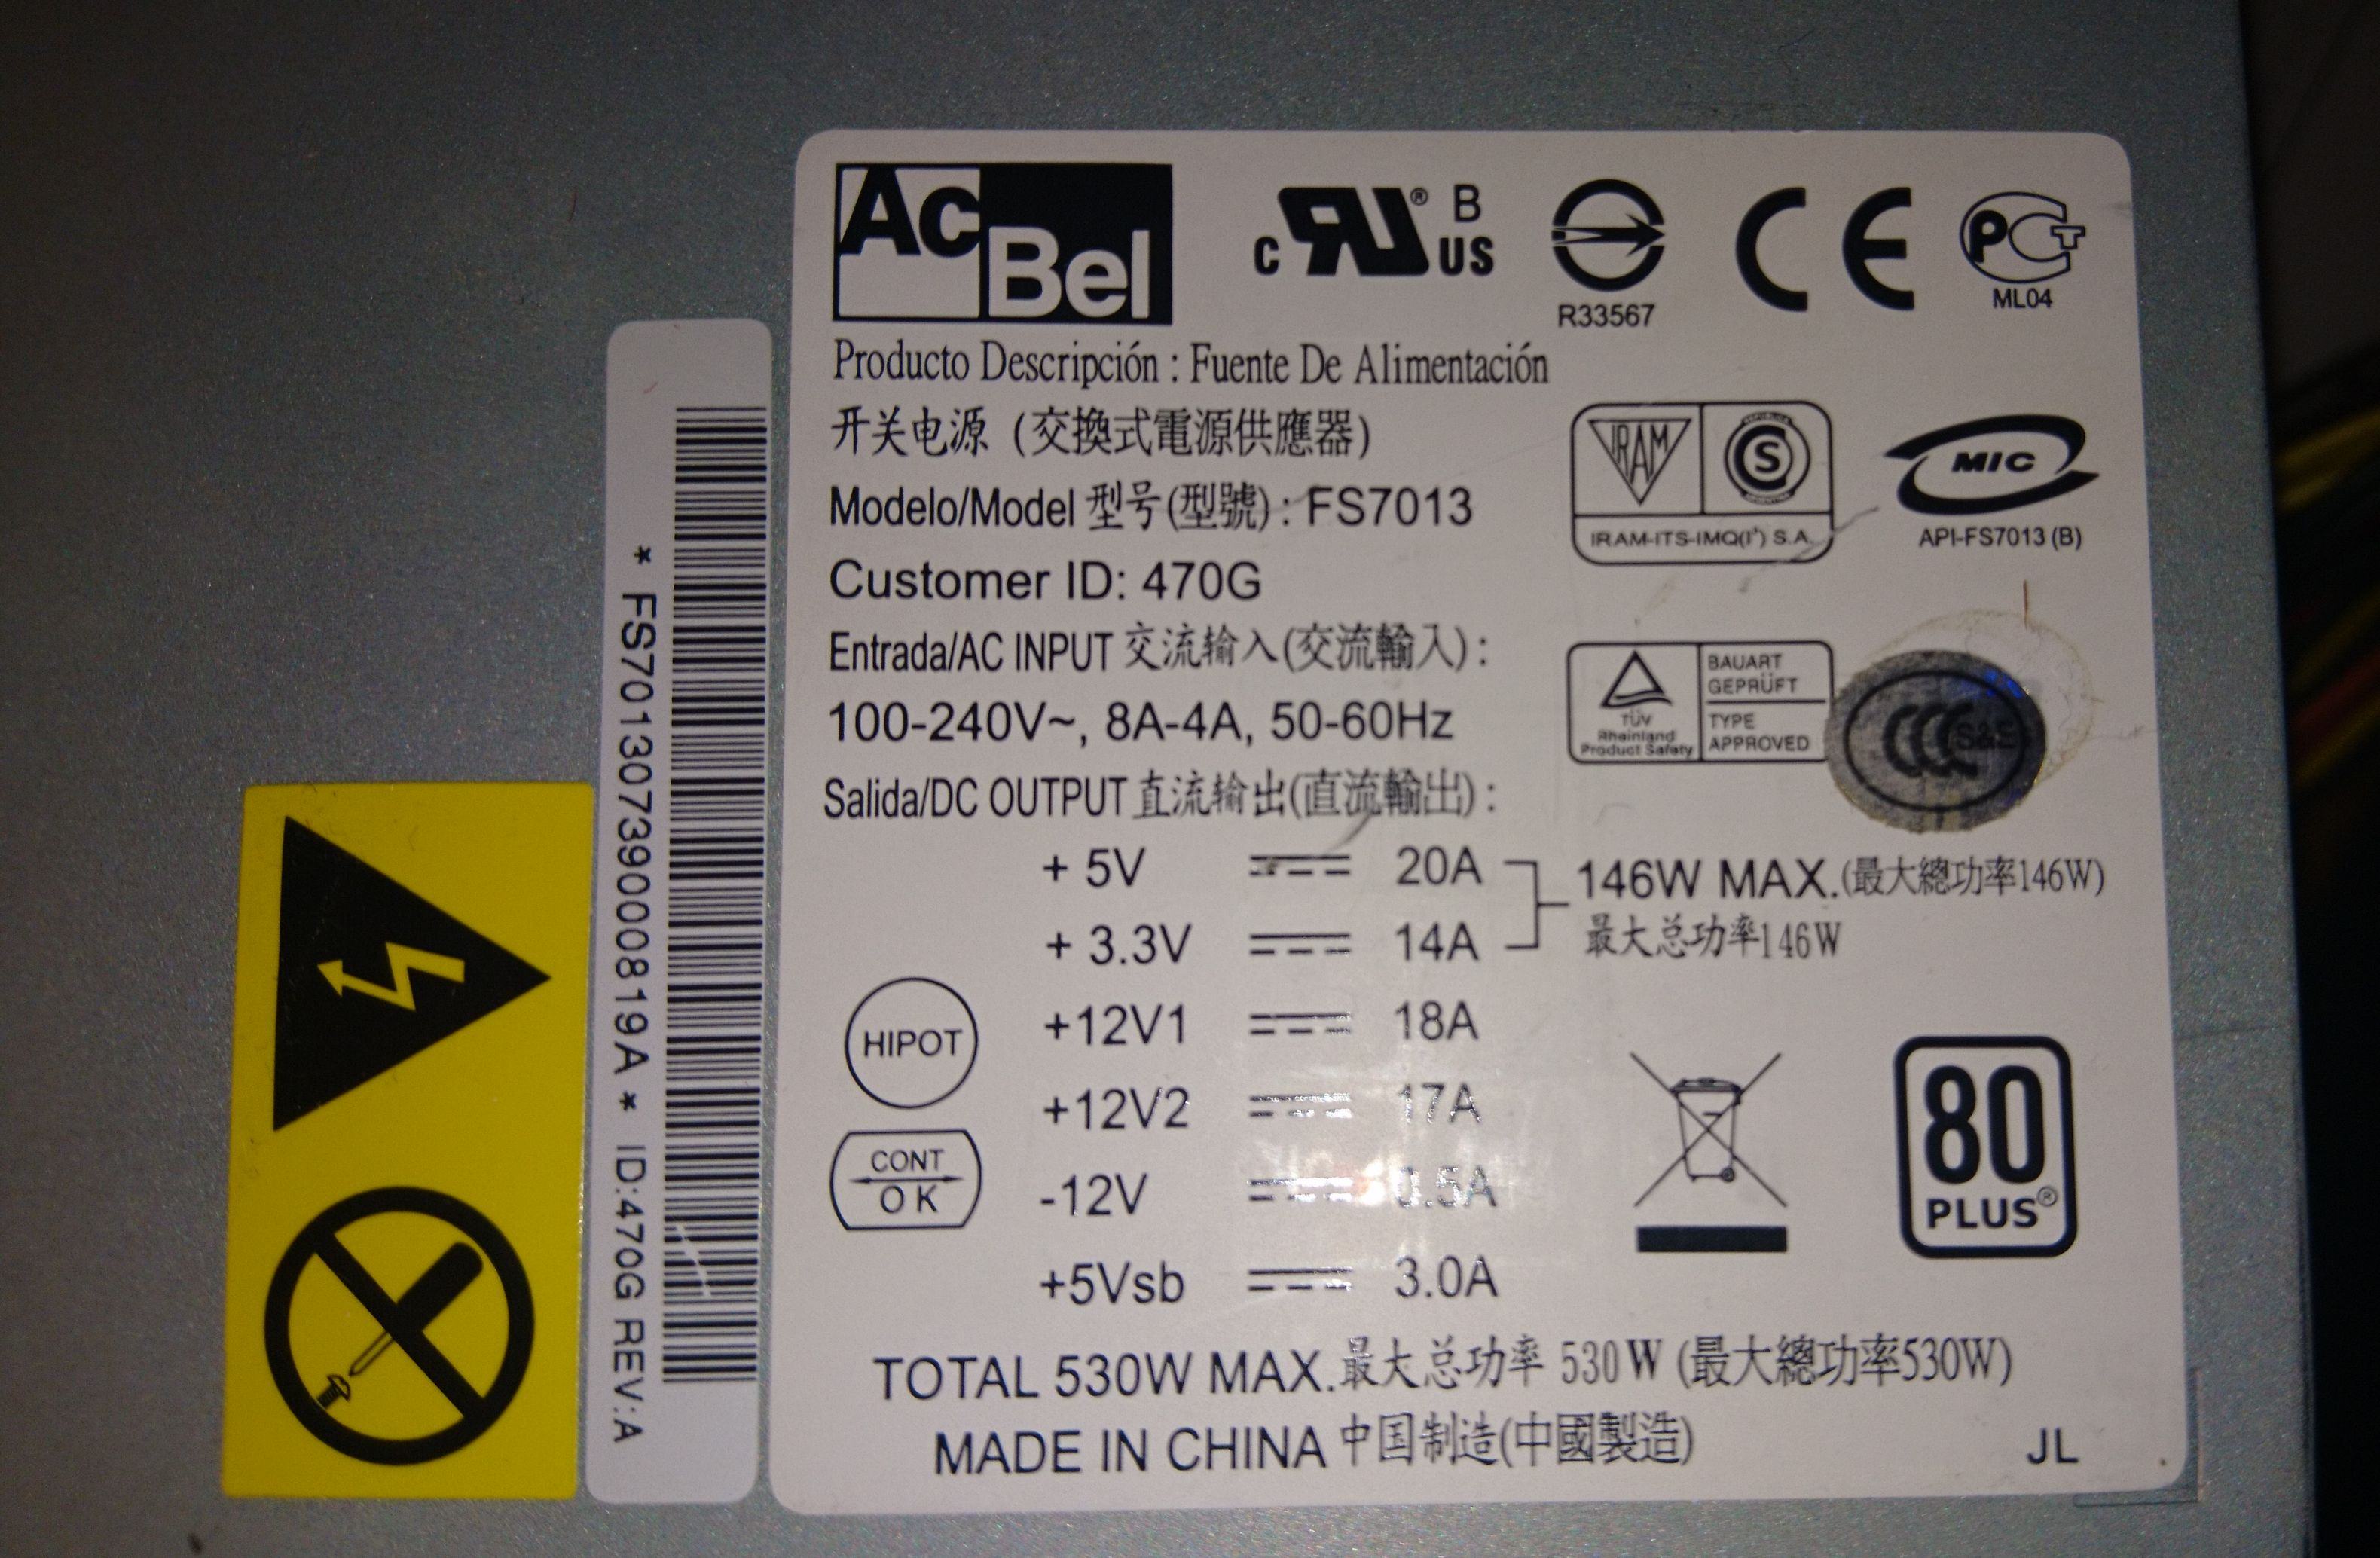 AcBel
c RU® B US
R33567
CE
PCT
ML04
Producto Descripción : Fuente De Alimentación
开关电源 (交換式電源供應器)
Modelo/Model 型号(型號) : FS7013
Customer ID: 470G
IRAM
S
IRAM-ITS-IMQ(I³) S.A.
MIC
API-FS7013 (B)
Entrada/AC INPUT 交流输入(交流輸入) :
100-240V~, 8A-4A, 50-60Hz
TÜV
Rheinland
Product Safety
BAUART
GEPRÜFT
TYPE
APPROVED
CCC S&E
Salida/DC OUTPUT 直流输出(直流輸出) :
+ 5V 20A
+ 3.3V 14A
146W MAX.(最大總功率146W)
最大总功率146W
+12V1 18A
+12V2 17A
-12V 0.5A
+5Vsb 3.0A
HIPOT
CONT
OK
80
PLUS®
TOTAL 530W MAX.最大总功率 530W (最大總功率530W)
MADE IN CHINA 中国制造(中國製造)
JL
* FS7013073900081​9A * ID:470G REV:A